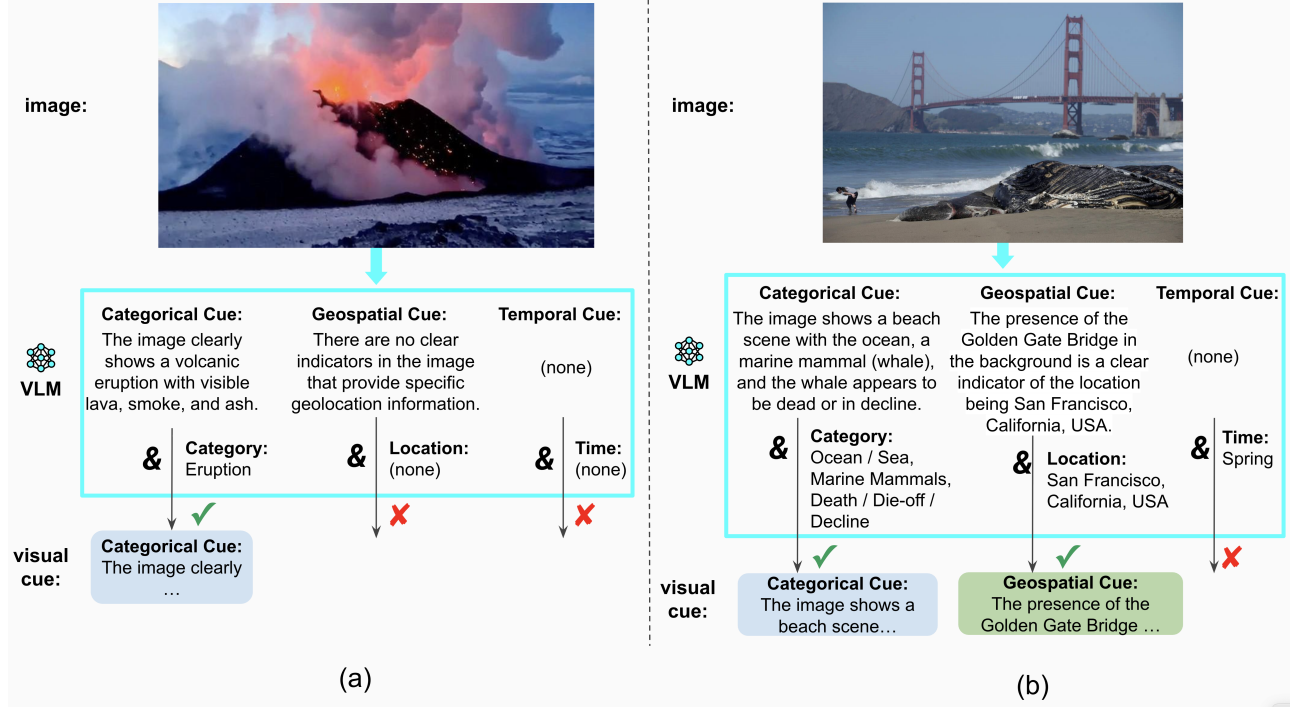 image:
VLM
Categorical Cue:
The image clearly
shows a volcanic
eruption with visible
lava, smoke, and ash.
Geospatial Cue:
There are no clear
indicators in the image
that provide specific
geolocation information.
Temporal Cue:
(none)
&
Category:
Eruption
&
Location:
(none)
&
Time:
(none)
✓
✘
✘
visual
cue:
Categorical Cue:
The image clearly
…
(a)
image:
VLM
Categorical Cue:
The image shows a beach
scene with the ocean, a
marine mammal (whale),
and the whale appears to
be dead or in decline.
Geospatial Cue:
The presence of the
Golden Gate Bridge in
the background is a clear
indicator of the location
being San Francisco,
California, USA.
Temporal Cue:
(none)
&
Category:
Ocean / Sea,
Marine Mammals,
Death / Die-off /
Decline
&
Location:
San Francisco,
California, USA
&
Time:
Spring
✓
✓
✘
visual
cue:
Categorical Cue:
The image shows a
beach scene…
Geospatial Cue:
The presence of the
Golden Gate Bridge …
(b)